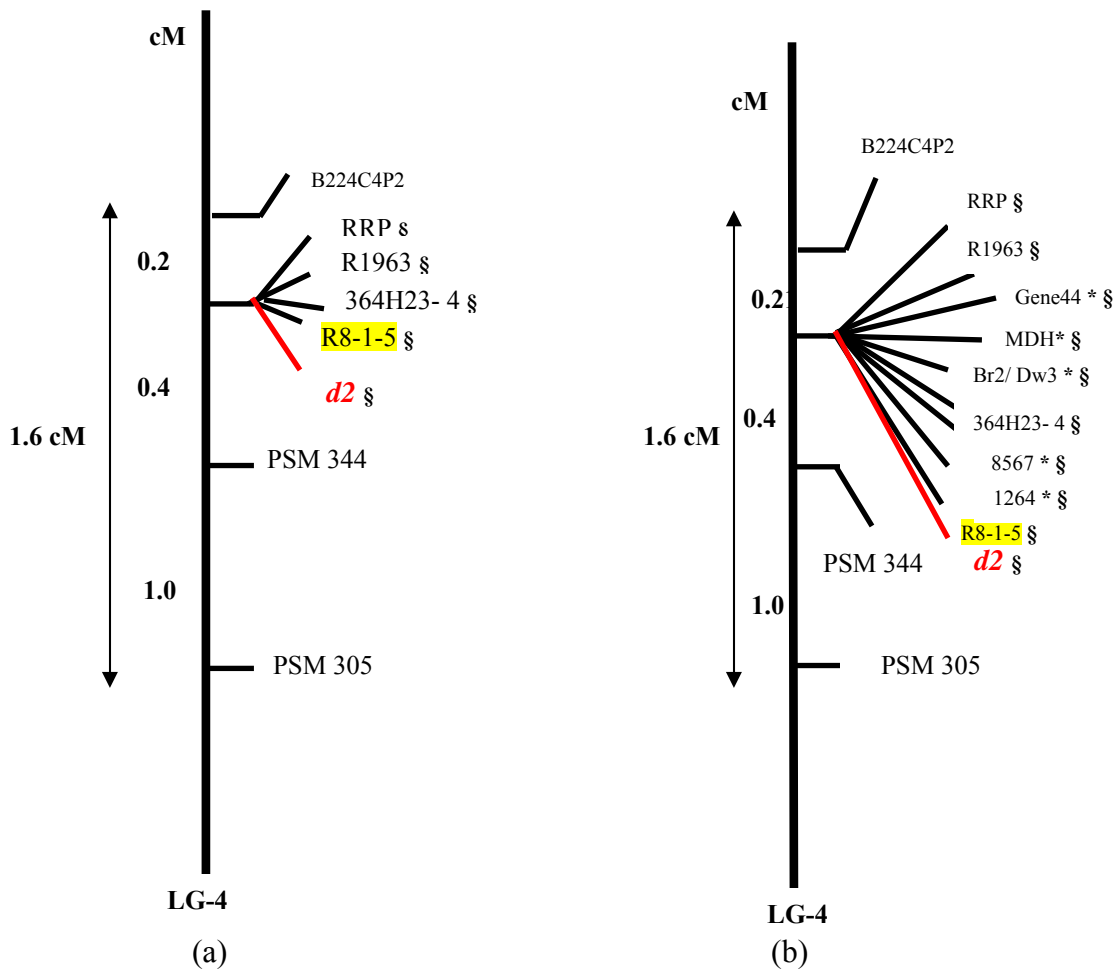 cM
B224C4P2
RRP §
0.2
R1963 §
364H23- 4 §
R8-1-5 §
0.4
d2 §
1.6 cM
PSM 344
1.0
PSM 305
LG-4
(a)
cM
B224C4P2
RRP §
R1963 §
0.2
Gene44 * §
MDH* §
Br2/ Dw3 * §
0.4
364H23- 4 §
1.6 cM
8567 * §
1264 * §
R8-1-5 §
PSM 344
d2 §
1.0
PSM 305
LG-4
(b)